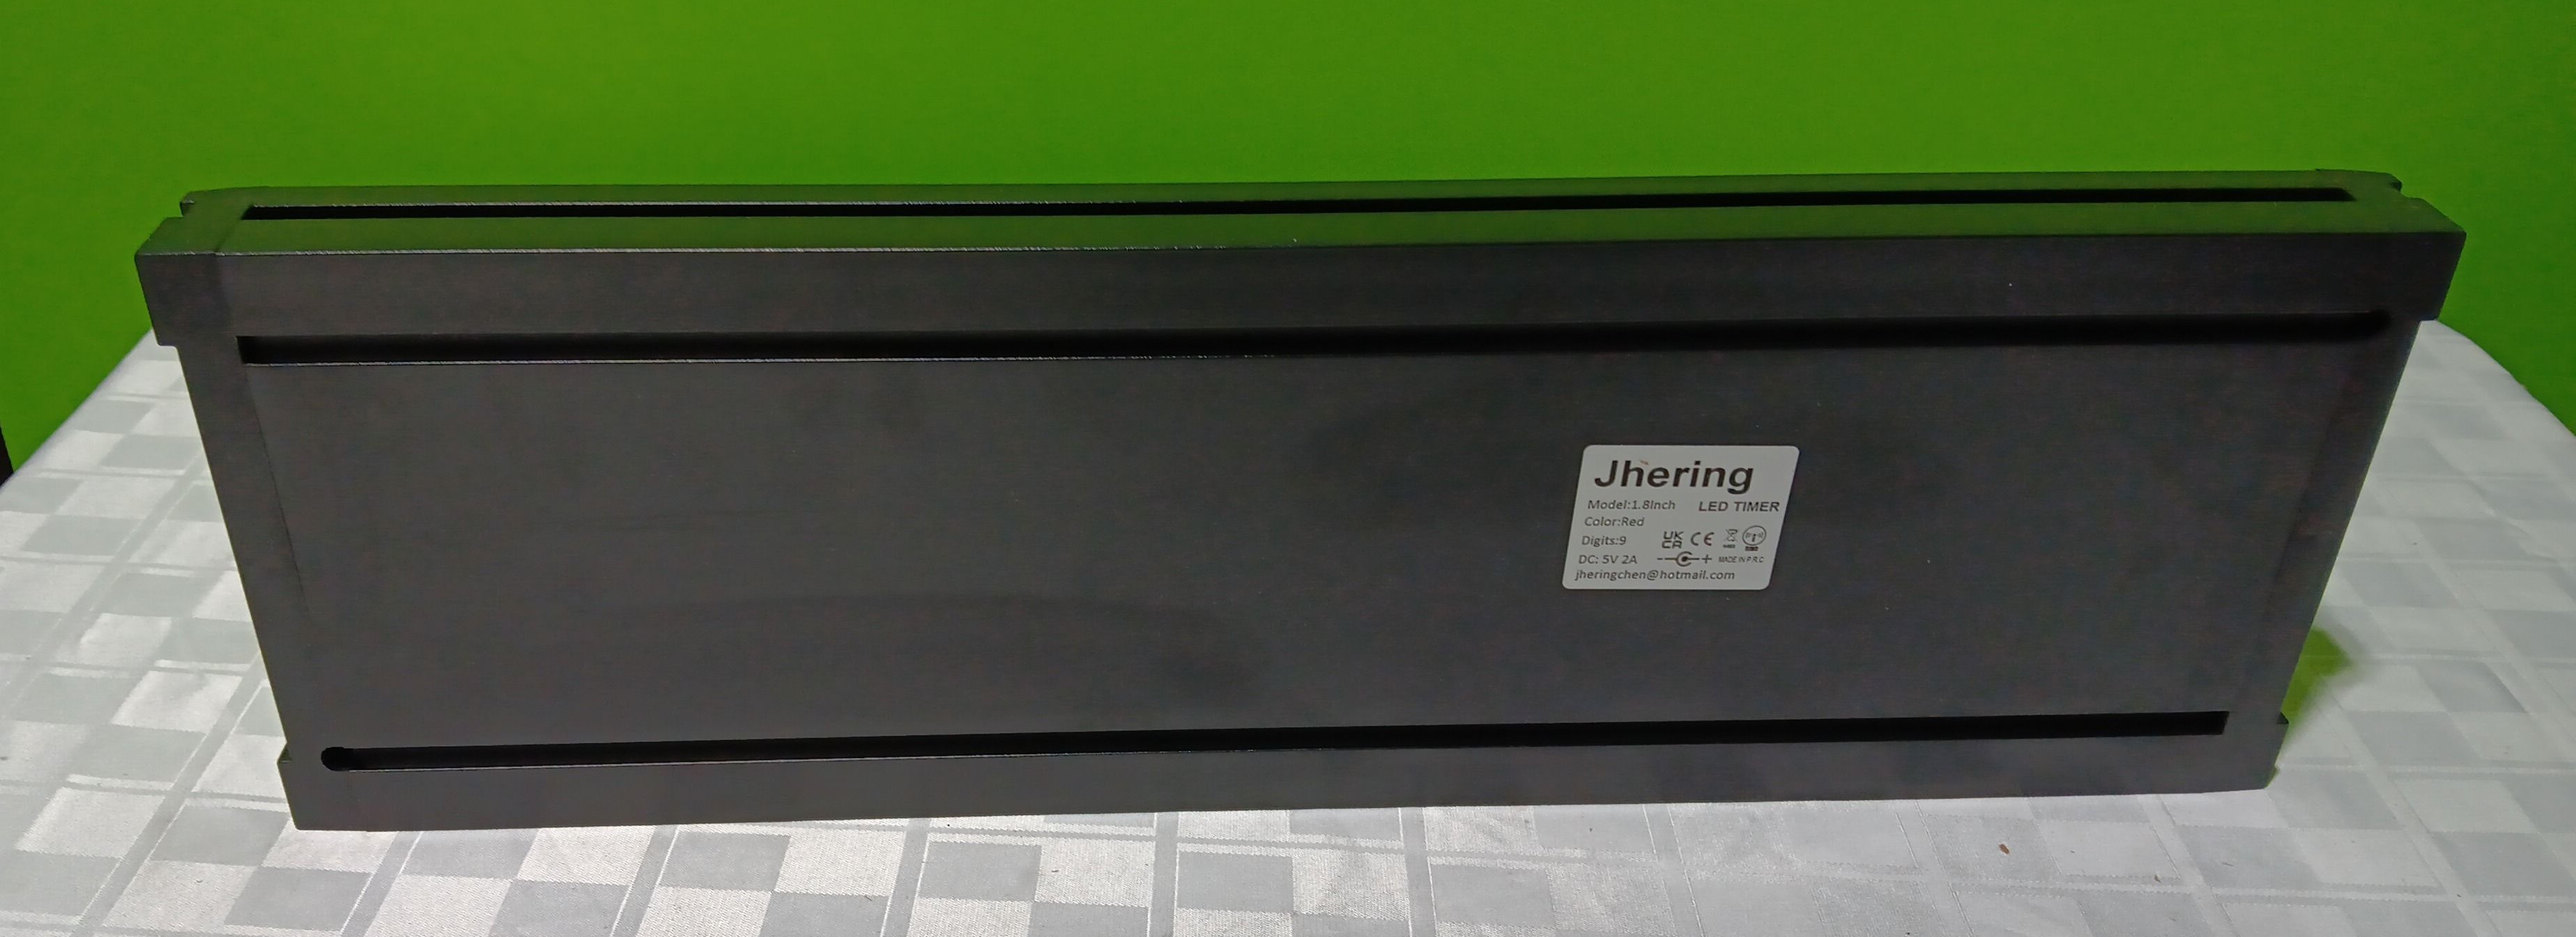 Jhering
Model:1.8Inch LED TIMER
Color:Red
Digits:9 UK CA CE
DC: 5V 2A - + MADE IN P.R.C
jheringchen@hotmail.com